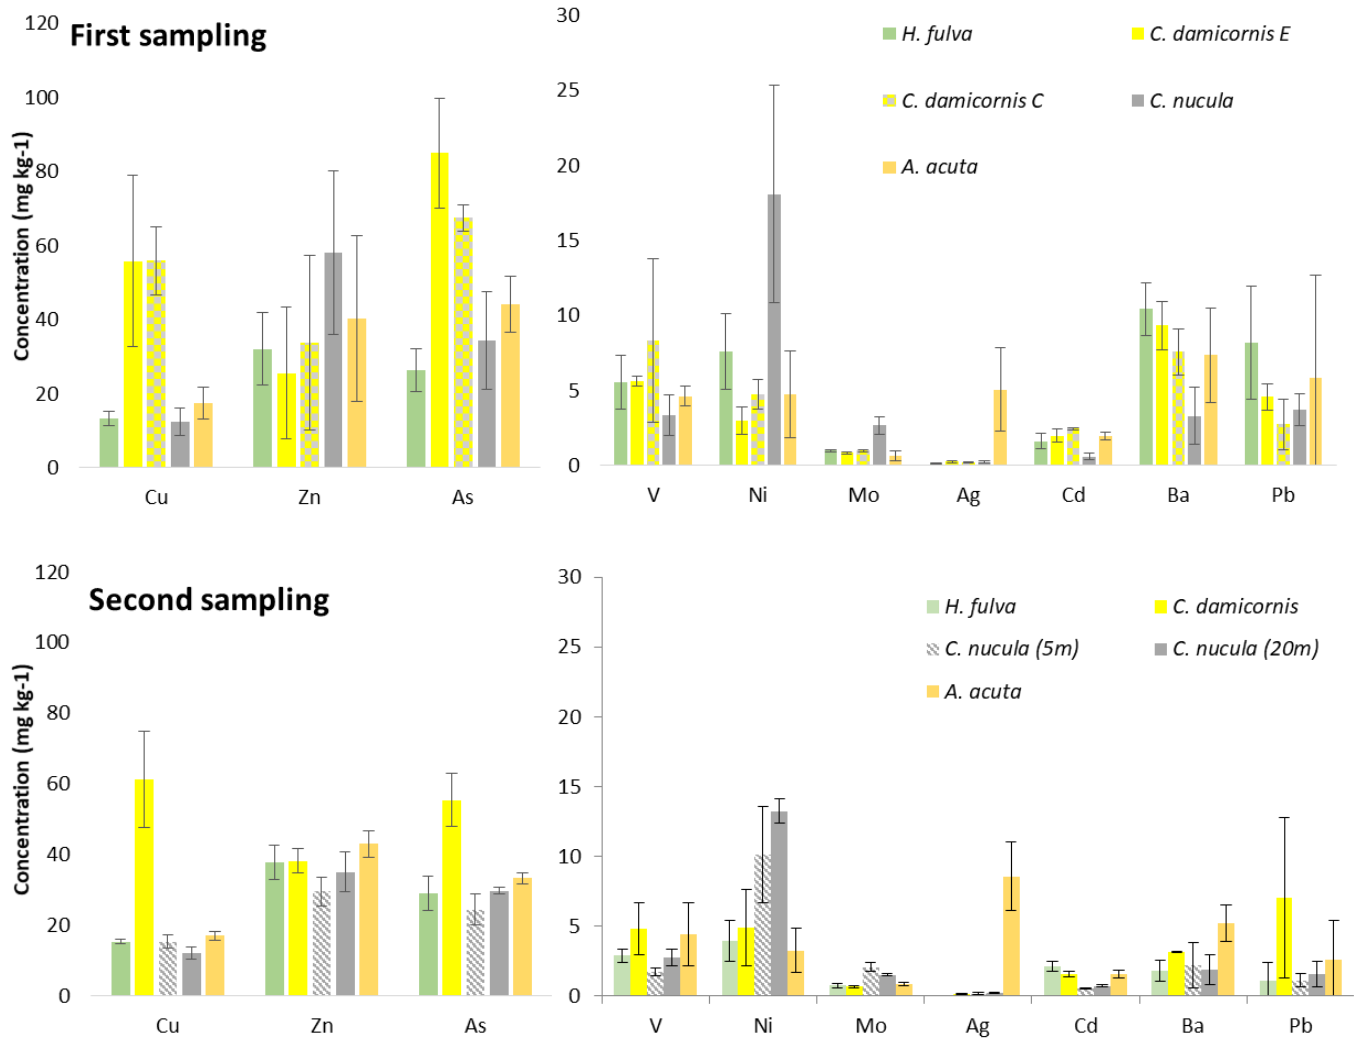 First sampling
Concentration (mg kg-1)
120
100
80
60
40
20
0
Cu Zn As
30
25
20
15
10
5
0
H. fulva C. damicornis E
C. damicornis C C. nucula
A. acuta
V Ni Mo Ag Cd Ba Pb
Second sampling
Concentration (mg kg-1)
120
100
80
60
40
20
0
Cu Zn As
30
25
20
15
10
5
0
H. fulva C. damicornis
C. nucula (5m) C. nucula (20m)
A. acuta
V Ni Mo Ag Cd Ba Pb